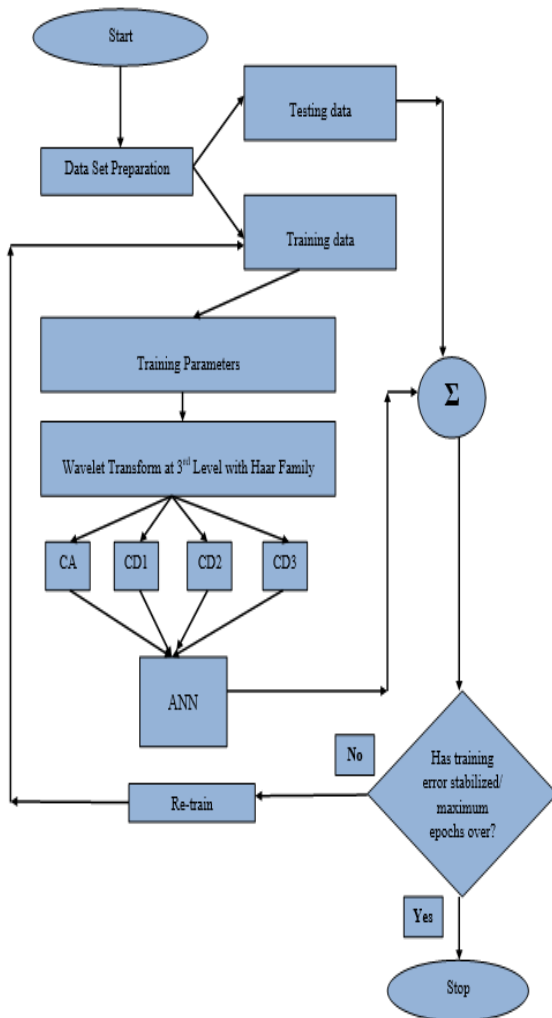 Start
Testing data
Data Set Preparation
Training data
Training Parameters
Σ
Wavelet Transform at 3rd Level with Haar Family
CA
CD1
CD2
CD3
ANN
No
Has training
error stabilized/
maximum
epochs over?
Re-train
Yes
Stop